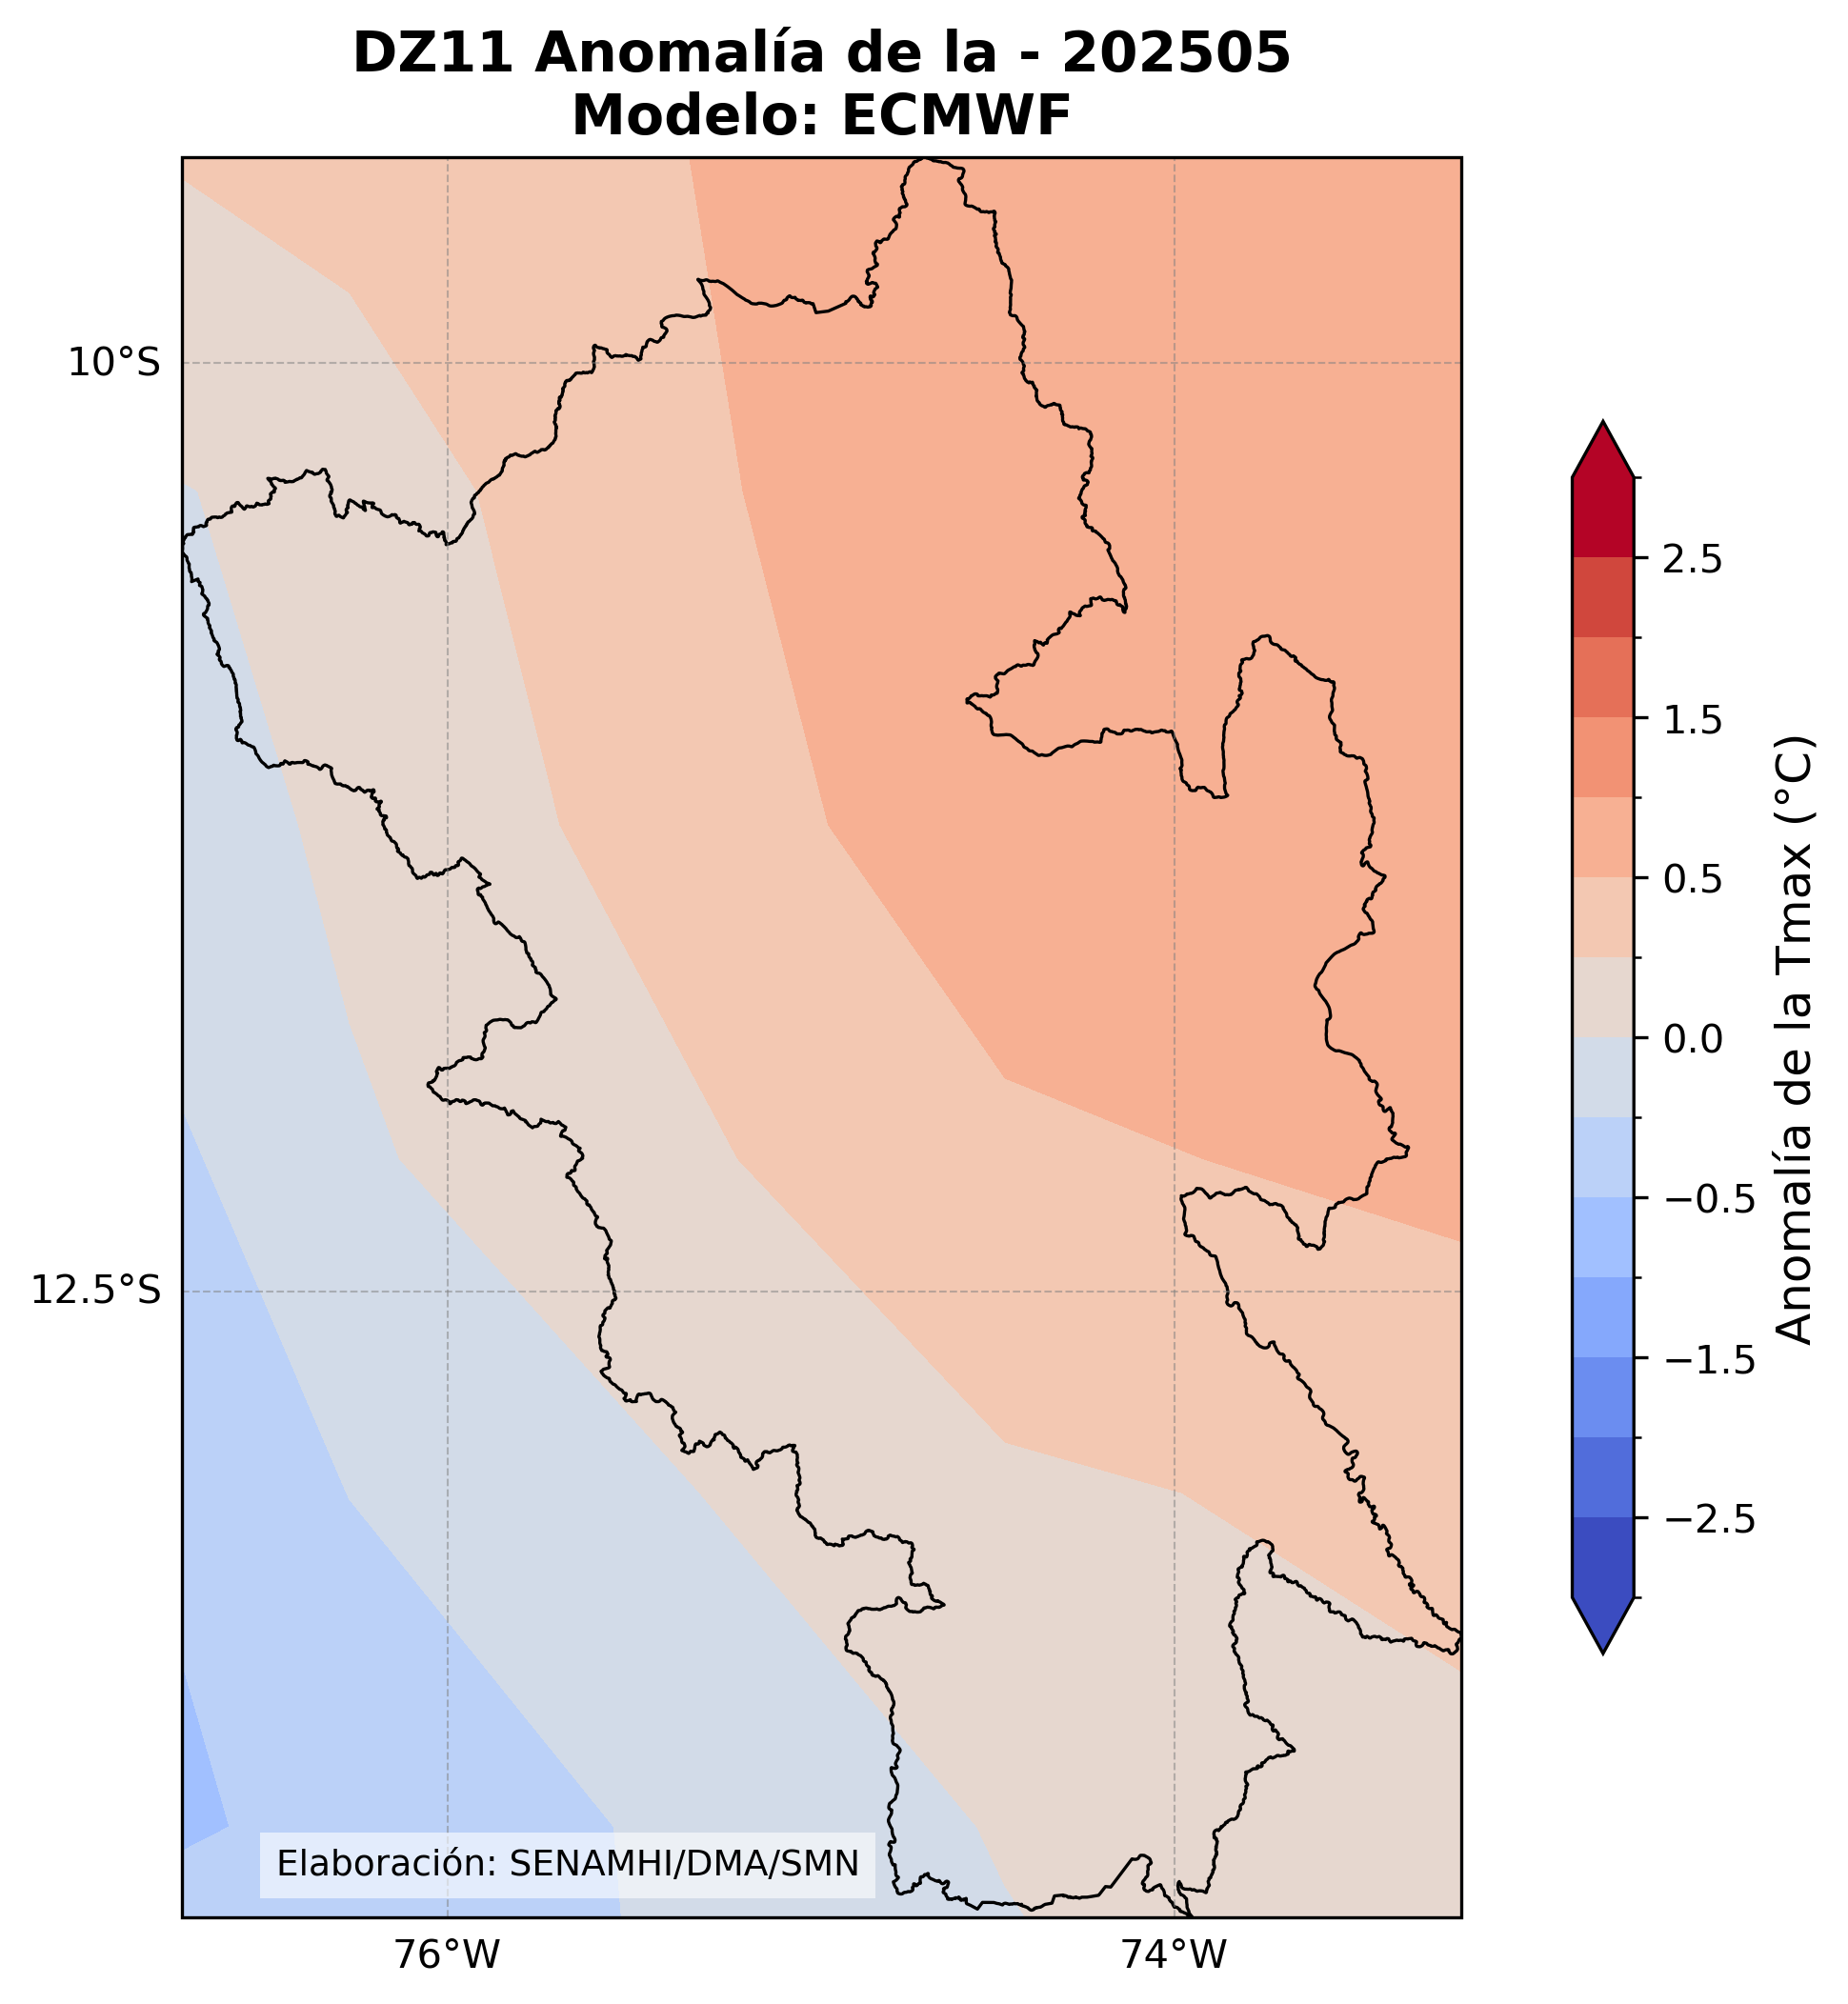 DZ11 Anomalía de la - 202505
Modelo: ECMWF
10°S
12.5°S
76°W
74°W
Elaboración: SENAMHI/DMA/SMN
2.5
1.5
0.5
0.0
−0.5
−1.5
−2.5
Anomalía de la Tmax (°C)